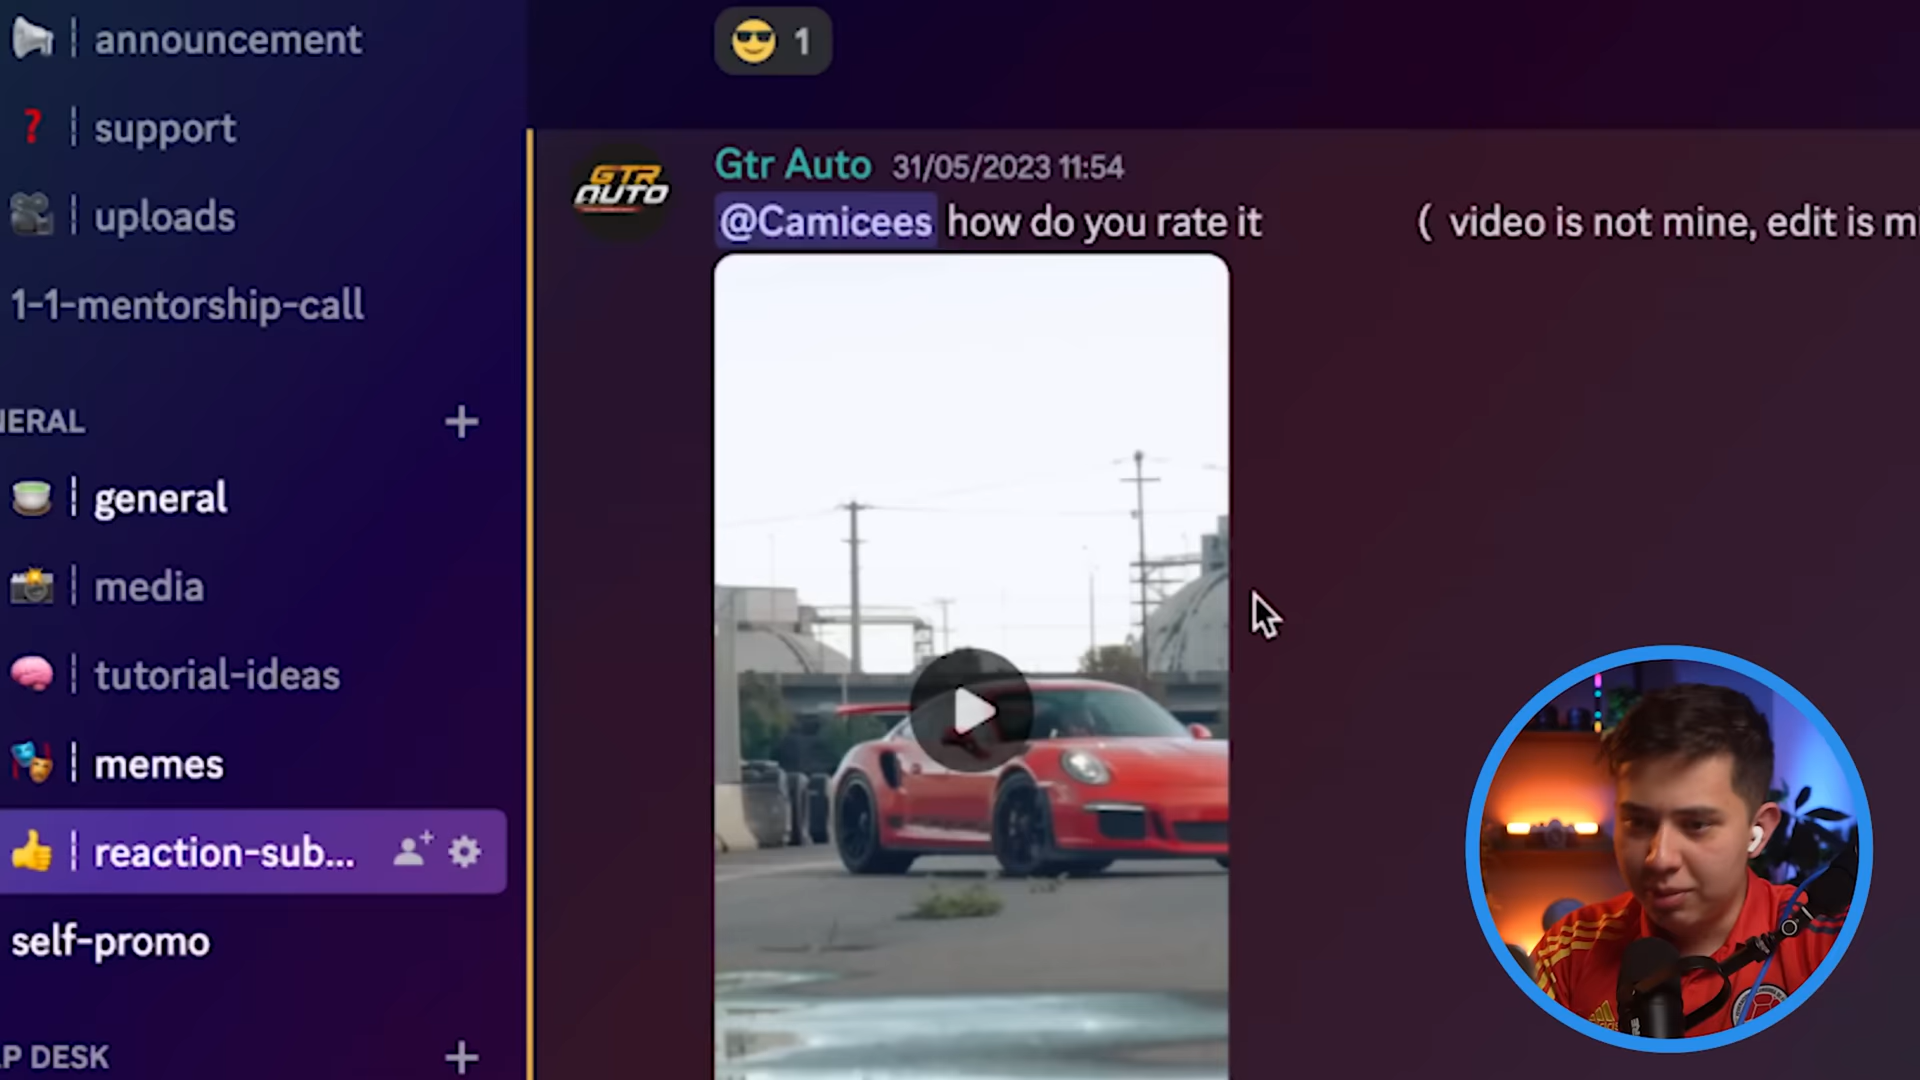 announcement
support
uploads
1-1-mentorship-call
NERAL
general
media
tutorial-ideas
memes
reaction-sub...
self-promo
P DESK
1
GTR
AUTO
Gtr Auto 31/05/2023 11:54
@Camicees how do you rate it ( video is not mine, edit is mi